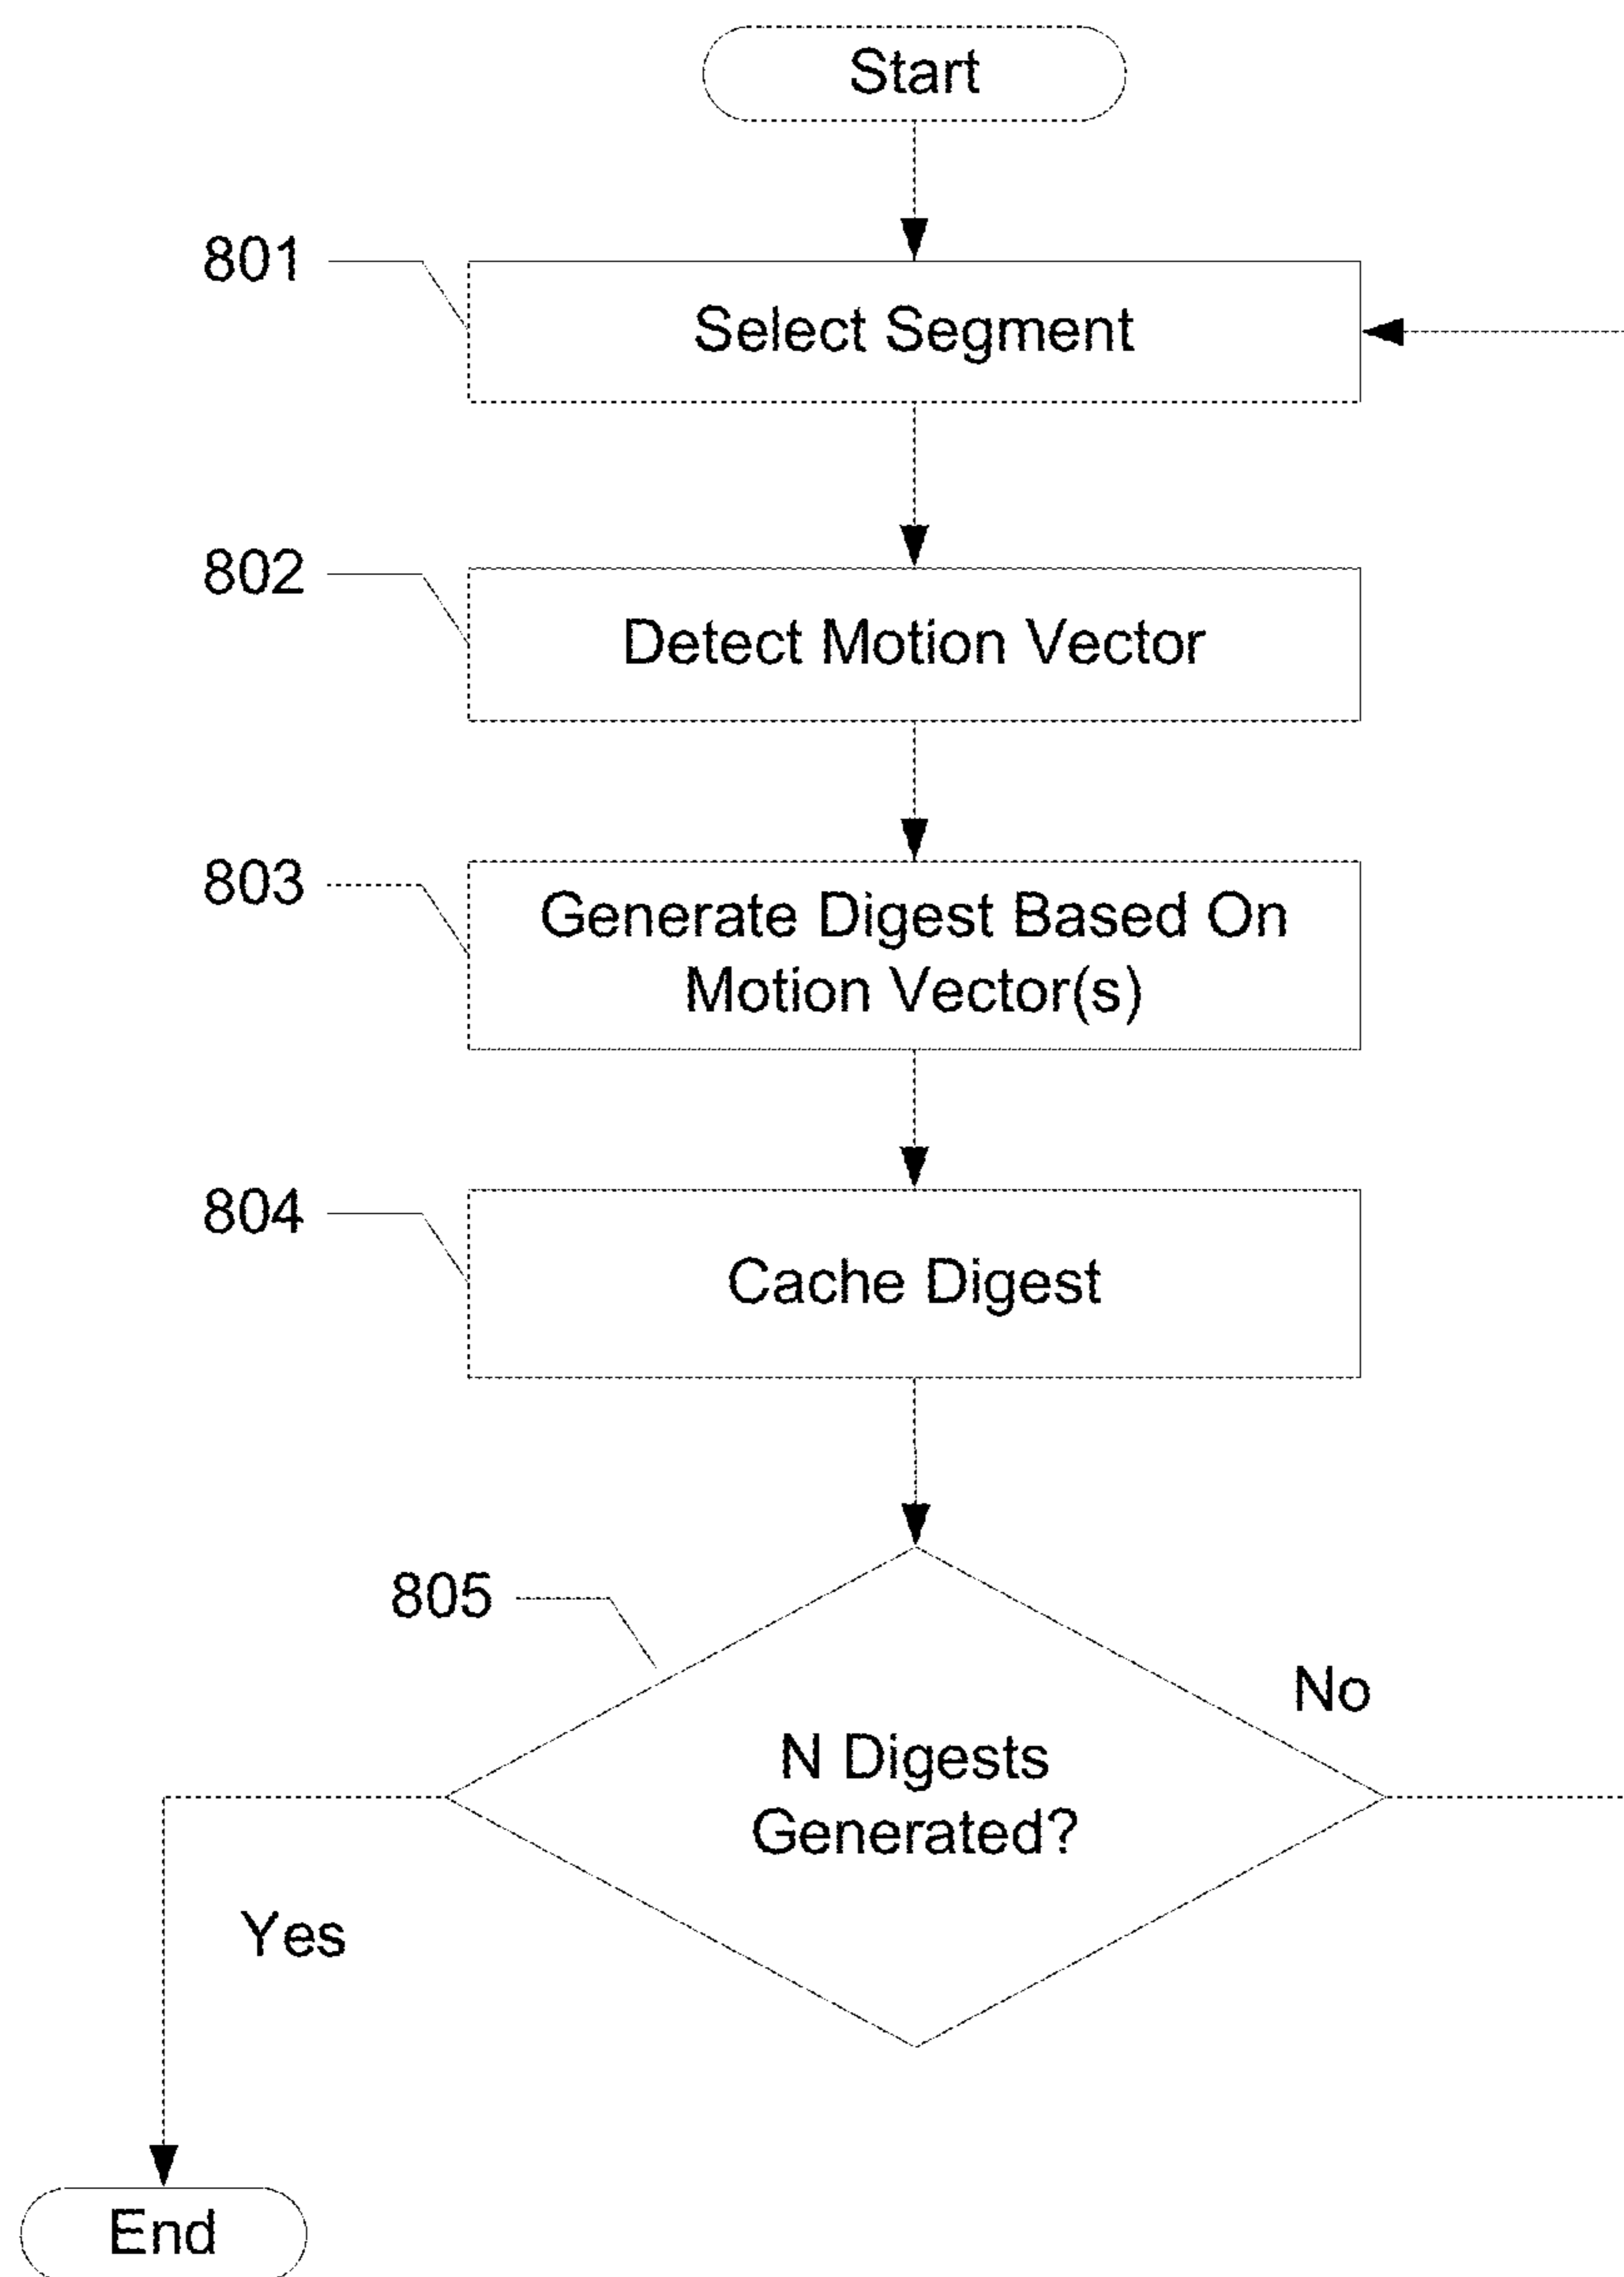 Start
801
Select Segment
802
Detect Motion Vector
803
Generate Digest Based On
Motion Vector(s)
804
Cache Digest
805
N Digests
Generated?
No
Yes
End